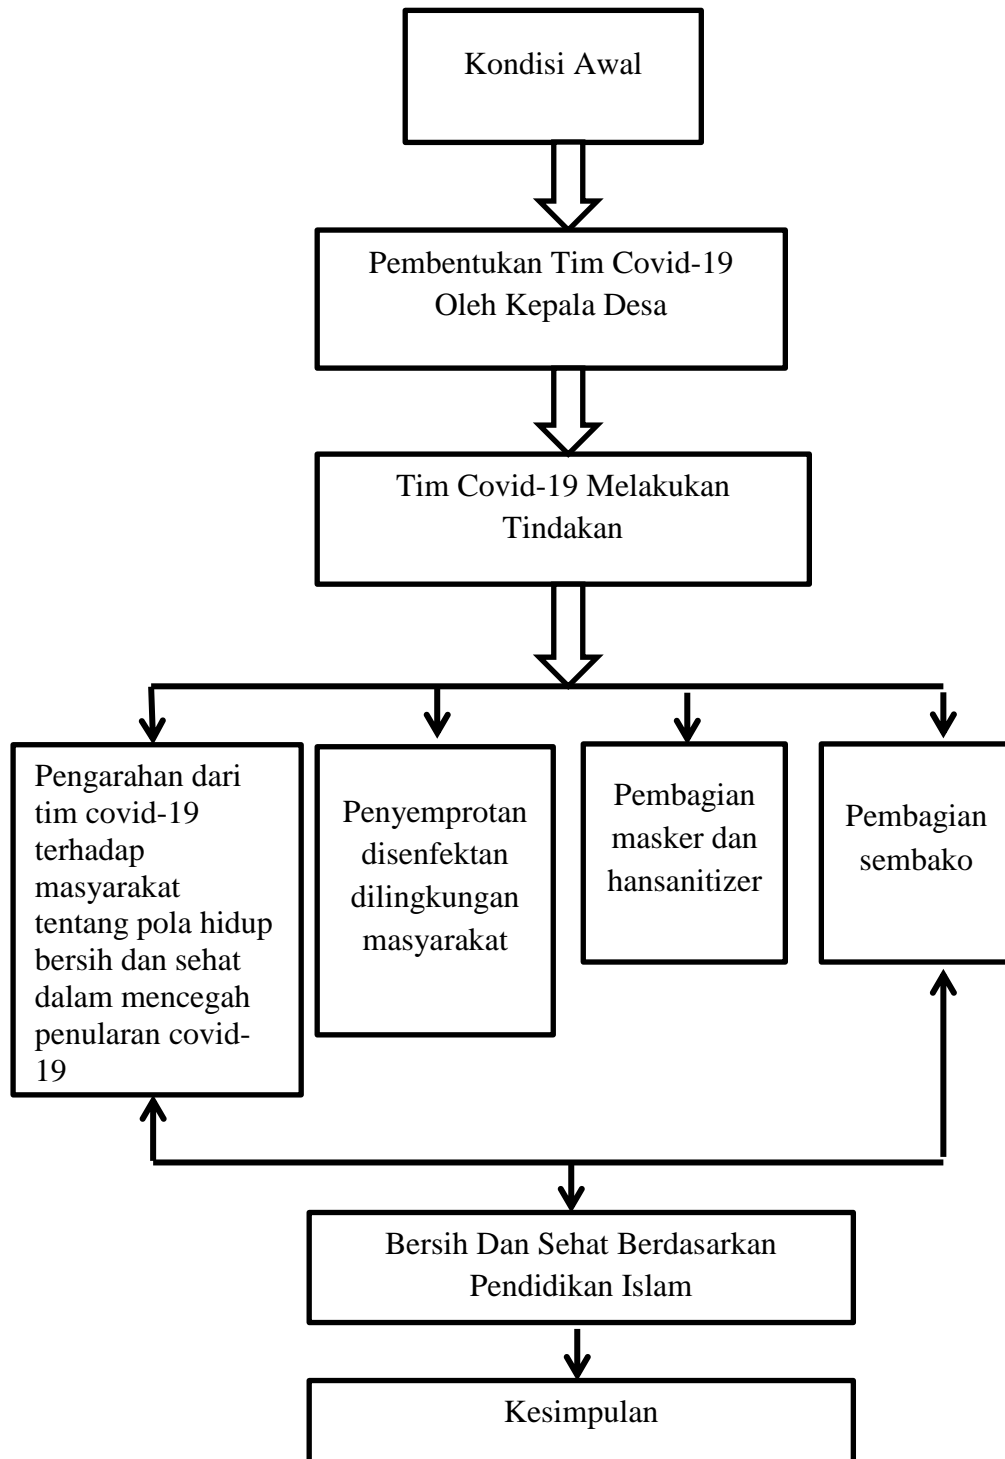 Kondisi Awal
Pembentukan Tim Covid-19
Oleh Kepala Desa
Tim Covid-19 Melakukan
Tindakan
Pengarahan dari
tim covid-19
terhadap
masyarakat
tentang pola hidup
bersih dan sehat
dalam mencegah
penularan covid-
19
Penyemprotan
disenfektan
dilingkungan
masyarakat
Pembagian
masker dan
hansanitizer
Pembagian
sembako
Bersih Dan Sehat Berdasarkan
Pendidikan Islam
Kesimpulan